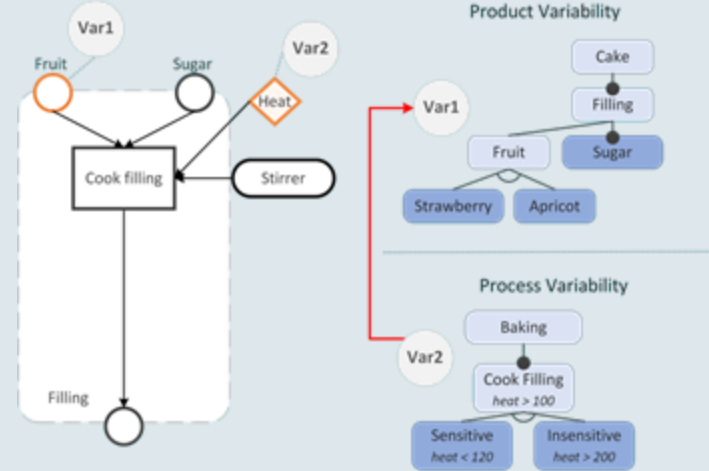 Var1
Var2
Fruit
Sugar
Heat
Cook filling
Stirrer
Filling
Product Variability
Cake
Filling
Var1
Fruit
Sugar
Strawberry
Apricot
Process Variability
Baking
Var2
Cook Filling
heat > 100
Sensitive
heat < 120
Insensitive
heat > 200